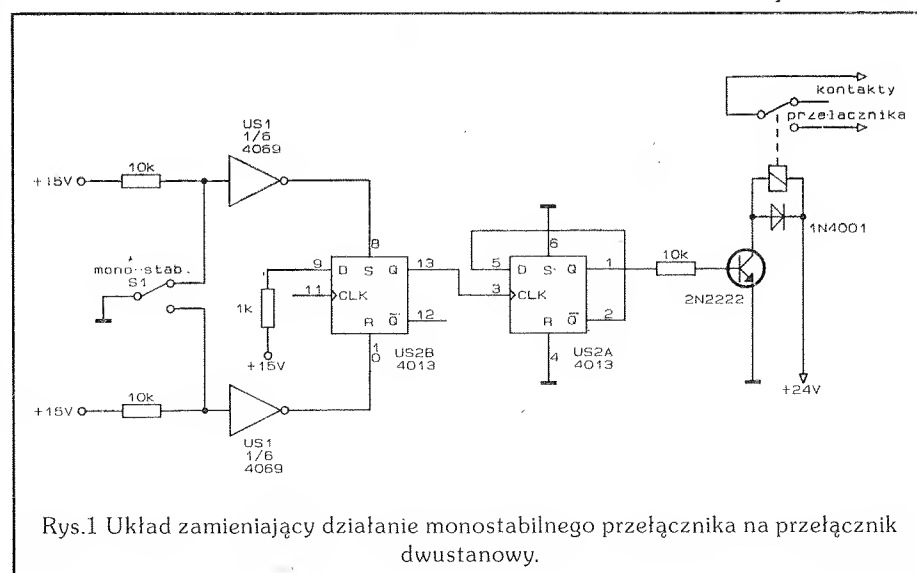 kontakty
przełacznika
US1
1/6
4069
10k
+15V
8
6
1N4001
mono-stab.
S1
9
D
S
Q
13
5
D
S
Q
1
10k
11
CLK
3
CLK
2N2222
1k
R
Q
12
R
Q
2
+15V
1
0
US2B
4013
4
US2A
4013
+24V
+15V
10k
US1
1/6
4069
Rys.1 Układ zamieniający działanie monostabilnego przełącznika na przełącznik
dwustanowy.